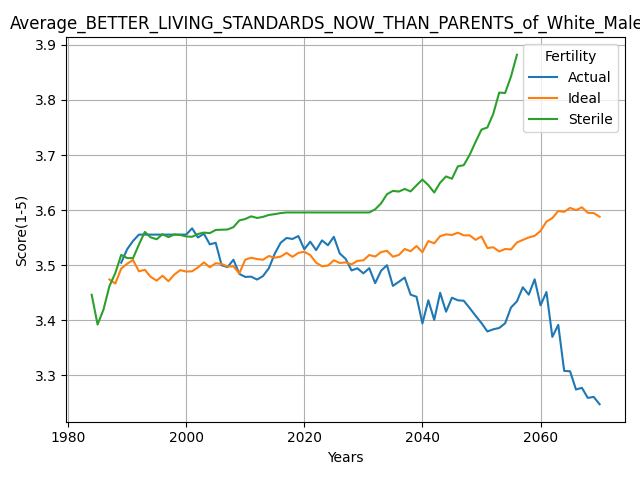 Average_BETTER_LIVING_STANDARDS_NOW_THAN_PARENTS_of_White_Male
3.9
3.8
3.7
3.6
3.5
3.4
3.3
Score(1-5)
Fertility
Actual
Ideal
Sterile
1980 2000 2020 2040 2060
Years